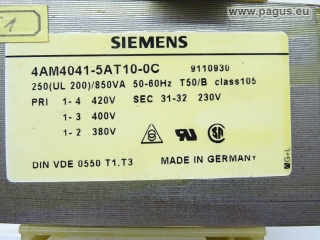 © www.pagus.eu
T1
SIEMENS
4AM4041-5AT10-0C 9110930
250(UL 200)/850VA 50-60Hz T50/B class105
PRI 1-4 420V SEC 31-32 230V
1-3 400V
1-2 380V
DIN VDE 0550 T1.T3 MADE IN GERMANY
G+L